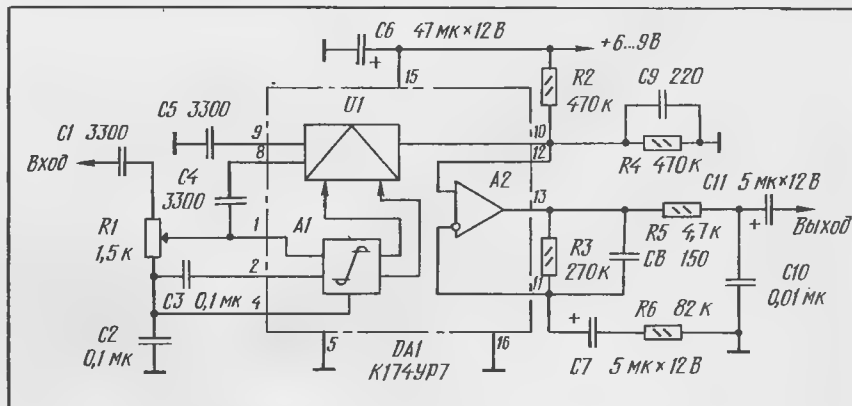 C6 47 мк×12 В
+6...9 В
15
R2
470 к
C9 220
C5 3300
U1
C1 3300
9
8
10
12
R4 470 к
Вход
C4
3300
A2
13
C11 5 мк×12 В
R1
1,5 к
1
A1
R3
270 к
R5
4,7 к
Выход
2
C8 150
C3 0,1 мк
4
11
C10
0,01 мк
C2
0,1 мк
R6 82 к
5
DA1
К174УР7
16
C7 5 мк×12 В